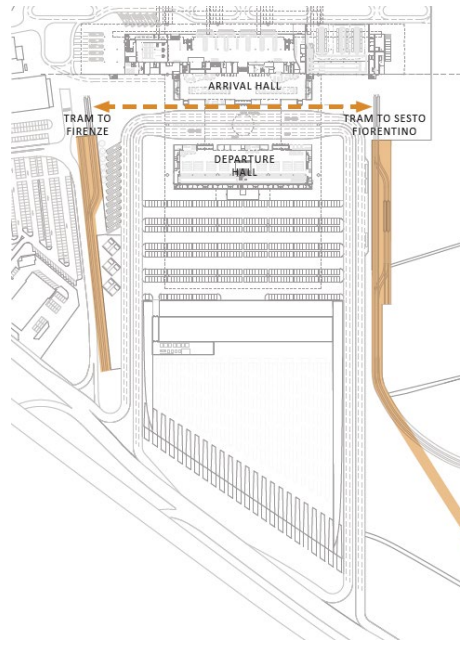 ARRIVAL HALL
TRAM TO
FIRENZE
TRAM TO SESTO
FIORENTINO
DEPARTURE
HALL